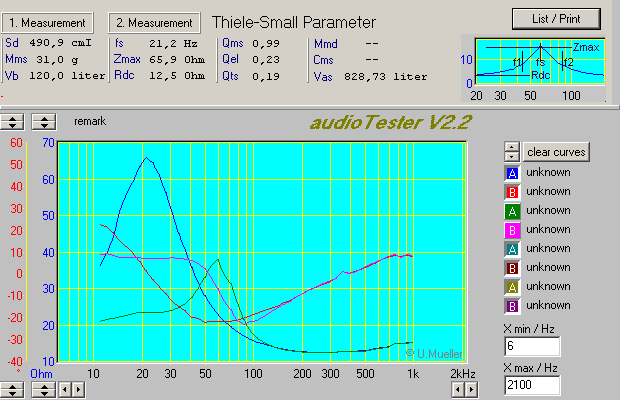 1. Measurement 2. Measurement Thiele-Small Parameter List / Print
Sd 490,9 cmI fs 21,2 Hz Qms 0,99 Mmd --
Mms 31,0 g Zmax 65,9 Ohm Qel 0,23 Cms --
Vb 120,0 liter Rdc 12,5 Ohm Qts 0,19 Vas 828,73 liter
Zmax
10 f1 fs f2
0 Rdc
20 30 50 100
remark audioTester V2.2
60 70
50 60
40
30 50
20
10 40
0
-10 30
-20 20
-30
-40 10
Ohm 10 20 30 50 100 200 300 500 1k 2kHz
© U.Mueller
clear curves
A unknown
B unknown
A unknown
B unknown
A unknown
B unknown
A unknown
B unknown
X min / Hz
6
X max / Hz
2100